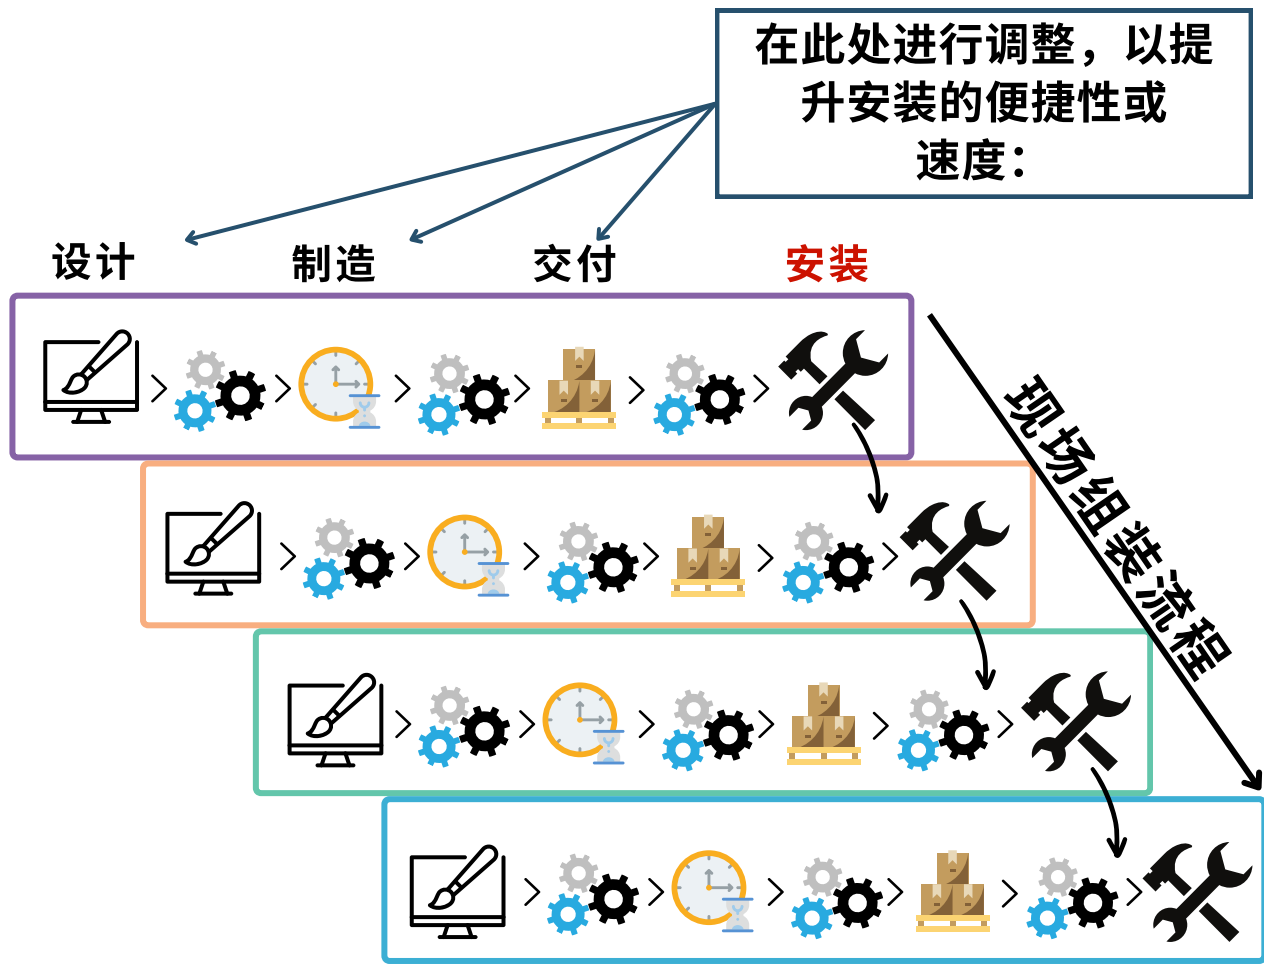 在此处进行调整，以提
升安装的便捷性或
速度：
设计
制造
交付
安装
现场组装流程